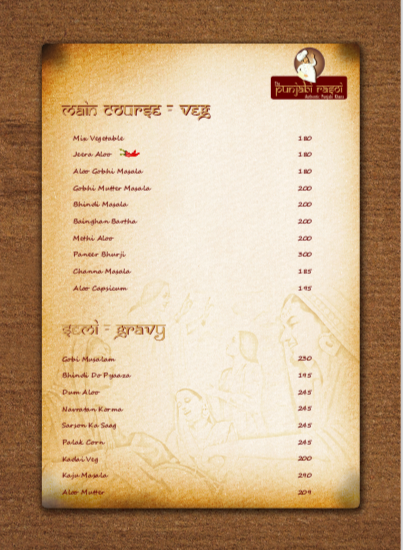 The
punjabi rasoi
Authentic Punjabi Khana
main course - veg
Mix Vegetable 180
Jeera Aloo 180
Aloo Gobhi Masala 180
Gobhi Mutter Masala 200
Bhindi Masala 200
Bainghan Bartha 200
Methi Aloo 200
Paneer Bhurji 300
Channa Masala 185
Aloo Capsicum 195
semi - gravy
Gobi Musalam 230
Bhindi Do Pyaaza 195
Dum Aloo 245
Navratan Korma 245
Sarson Ka Saag 245
Palak Corn 245
Kadai Veg 200
Kaju Masala 290
Aloo Mutter 209